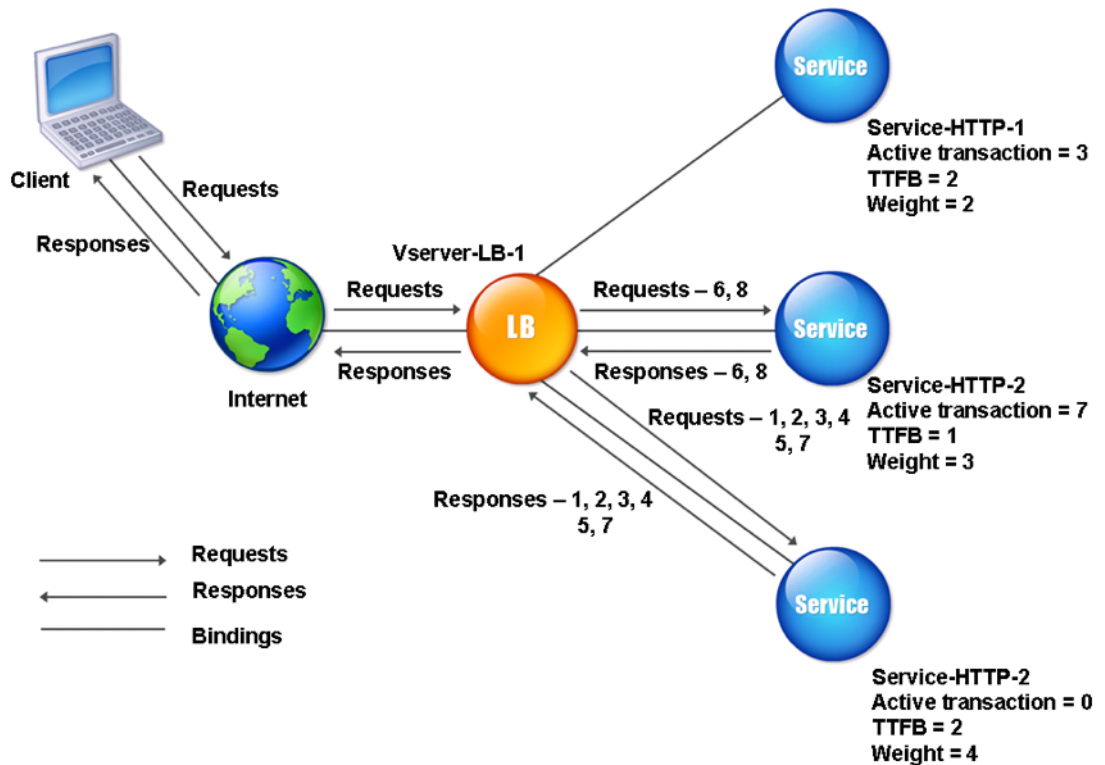 Service
Service-HTTP-1
Active transaction = 3
TTFB = 2
Weight = 2
Client
Requests
Responses
Vserver-LB-1
Requests
LB
Responses
Internet
Requests – 6, 8
Responses – 6, 8
Service
Service-HTTP-2
Active transaction = 7
TTFB = 1
Weight = 3
Requests – 1, 2, 3, 4
5, 7
Responses – 1, 2, 3, 4
5, 7
Requests
Responses
Bindings
Service
Service-HTTP-2
Active transaction = 0
TTFB = 2
Weight = 4